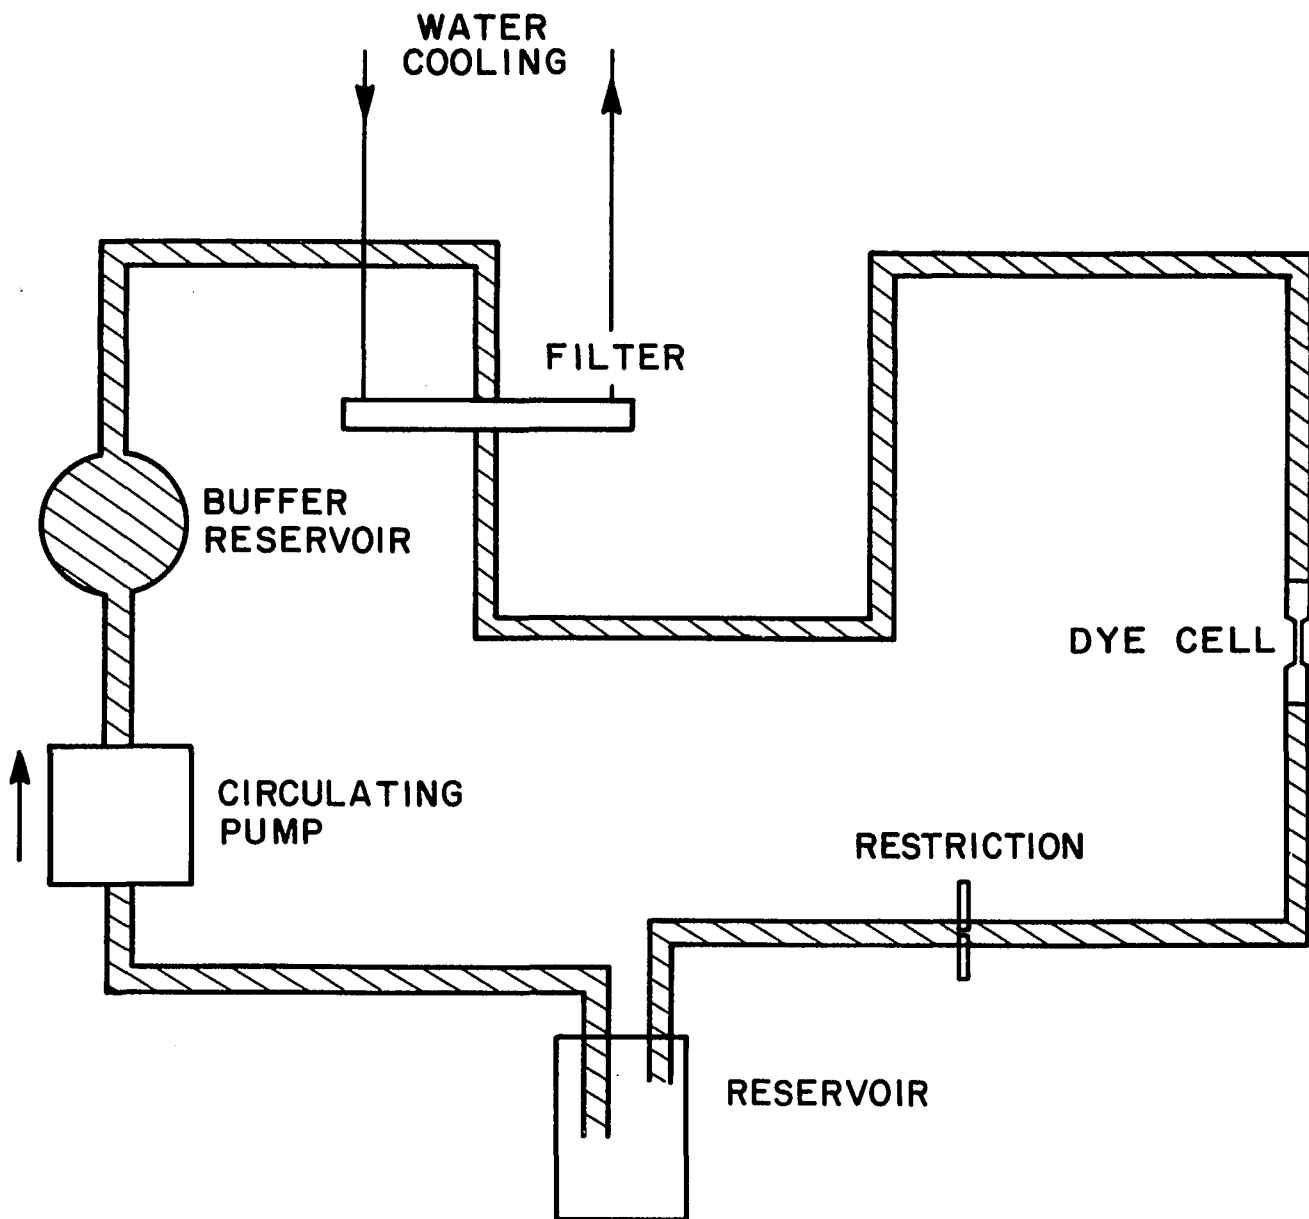 WATER
COOLING
FILTER
BUFFER
RESERVOIR
DYE CELL
CIRCULATING
PUMP
RESTRICTION
RESERVOIR